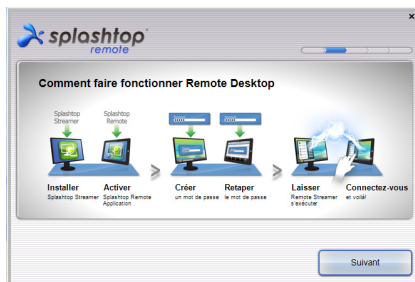 splashtop
remote
Comment faire fonctionner Remote Desktop
Splashtop Streamer
Splashtop Remote
Installer
Splashtop Streamer
Activer
Splashtop Remote Application
Créer
un mot de passe
Retaper
le mot de passe
Laisser
Remote Streamer s'exécuter
Connectez-vous
et voilà!
Suivant